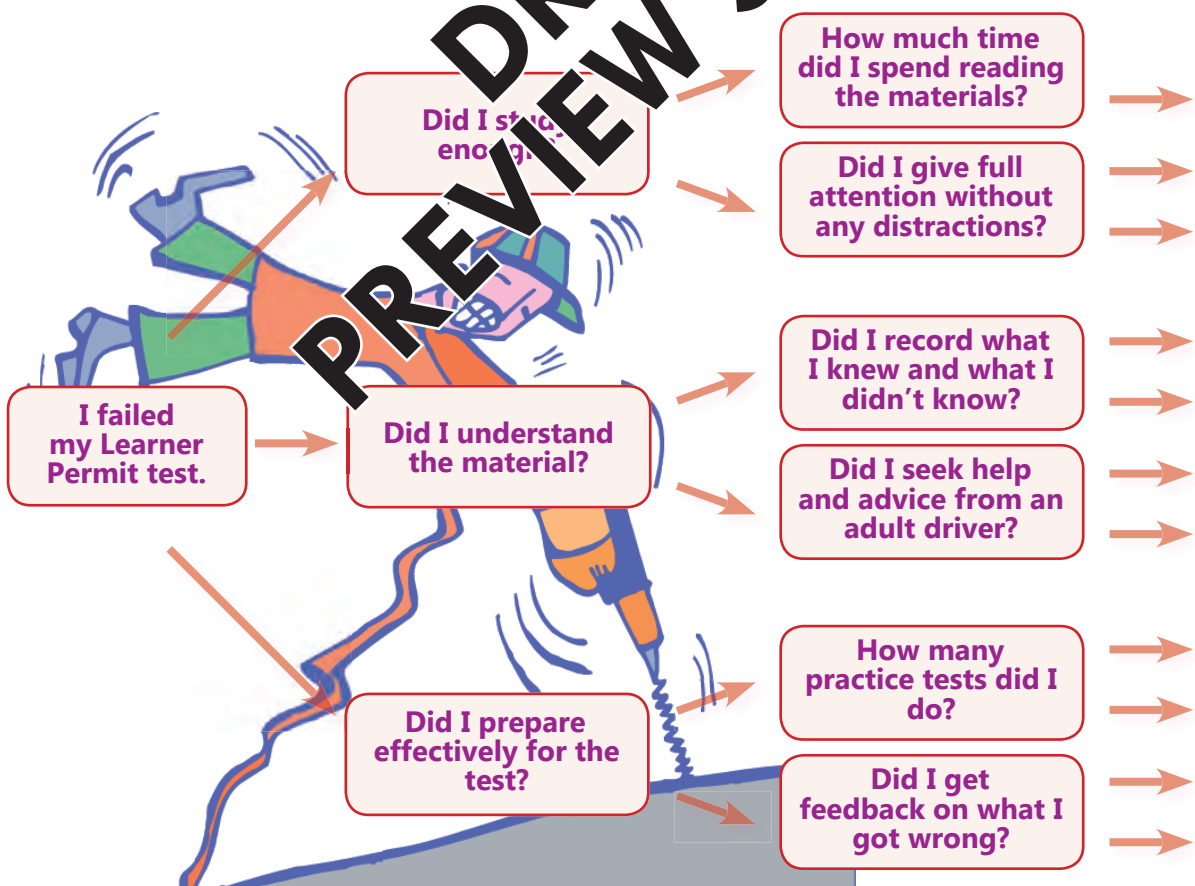 I failed
my Learner
Permit test.
Did I study
enough?
How much time
did I spend reading
the materials?
Did I give full
attention without
any distractions?
Did I understand
the material?
Did I record what
I knew and what I
didn’t know?
Did I seek help
and advice from an
adult driver?
Did I prepare
effectively for the
test?
How many
practice tests did I
do?
Did I get
feedback on what I
got wrong?
PREVIEW